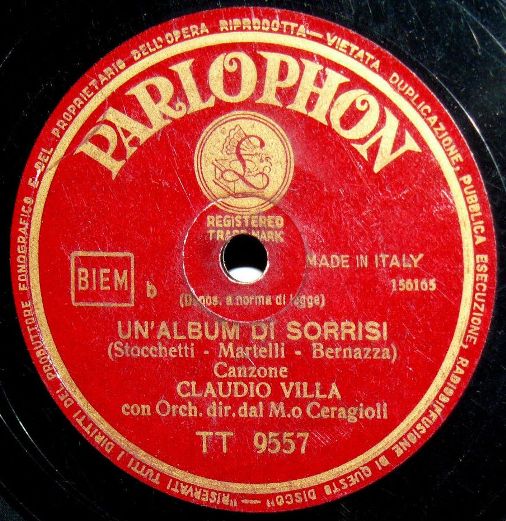 "RISERVATI TUTTI I DIRITTI DEL PRODUTTORE FONOGRAFICO E DEL PROPRIETARIO DELL'OPERA RIPRODOTTA — VIETATA DUPLICAZIONE, PUBBLICA ESECUZIONE, RADIODIFFUSIONE DI QUESTO DISCO"
PARLOPHON
£
REGISTERED
TRADE MARK
MADE IN ITALY
BIEM
b
150165
(Depos. a norma di legge)
UN'ALBUM DI SORRISI
(Stocchetti - Martelli - Bernazza)
Canzone
CLAUDIO VILLA
con Orch. dir. dal M.o Ceragioli
TT 9557